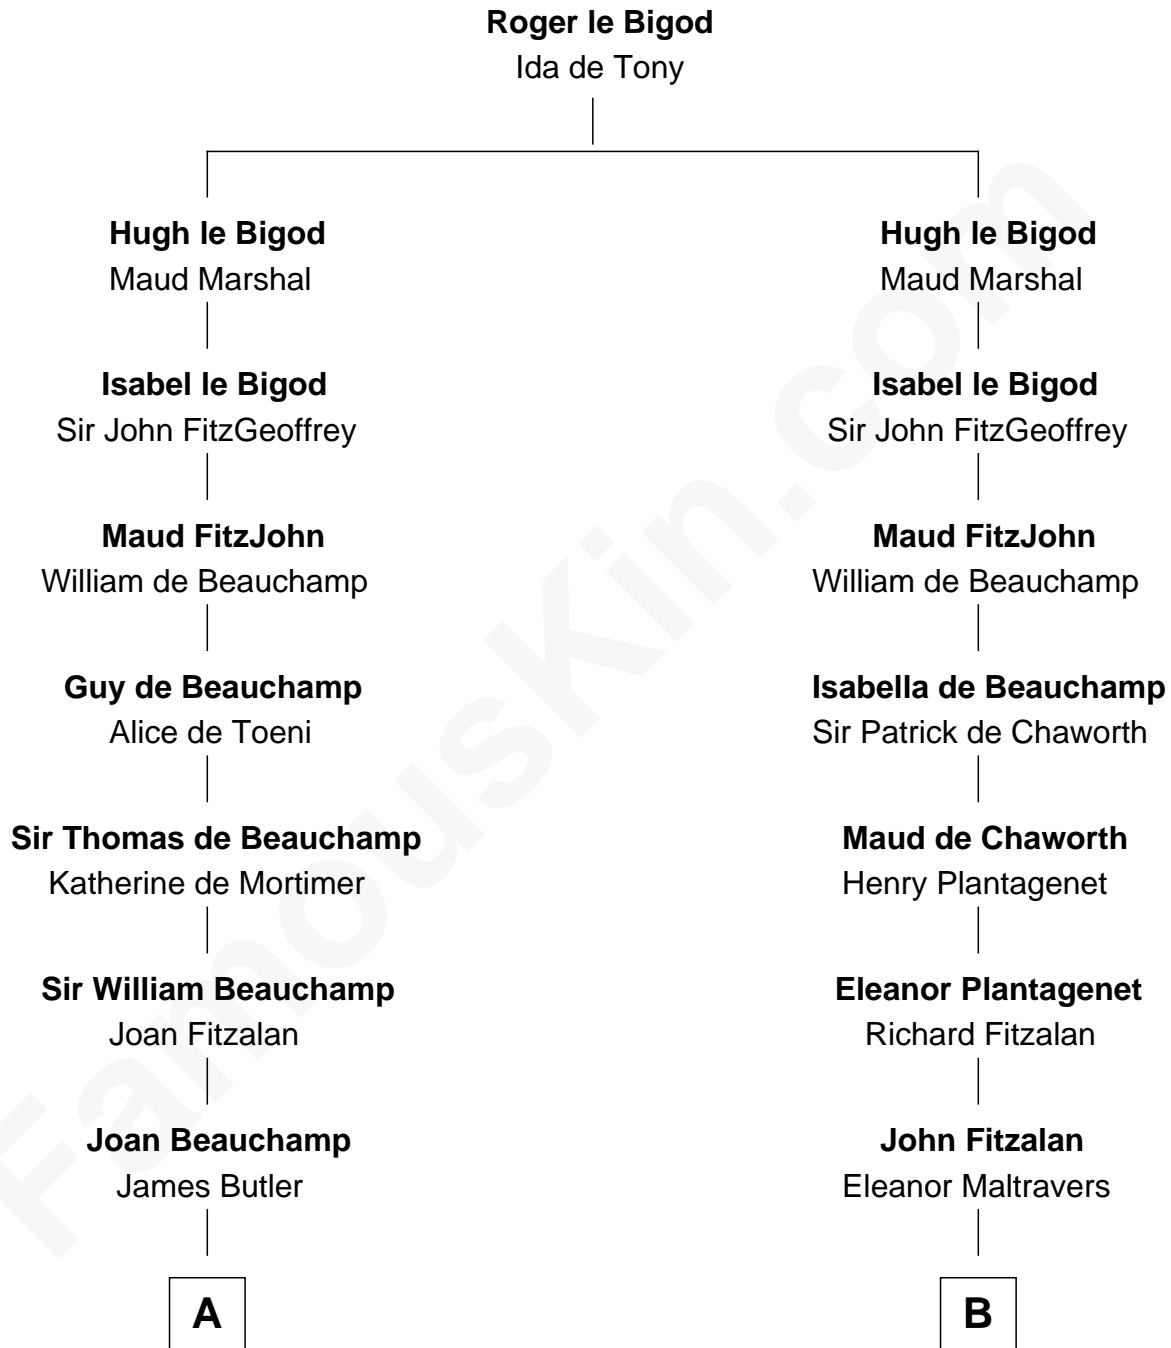 Roger le Bigod
Ida de Tony
Hugh le Bigod
Maud Marshal
Isabel le Bigod
Sir John FitzGeoffrey
Maud FitzJohn
William de Beauchamp
Guy de Beauchamp
Alice de Toeni
Sir Thomas de Beauchamp
Katherine de Mortimer
Sir William Beauchamp
Joan Fitzalan
Joan Beauchamp
James Butler
A
Hugh le Bigod
Maud Marshal
Isabel le Bigod
Sir John FitzGeoffrey
Maud FitzJohn
William de Beauchamp
Isabella de Beauchamp
Sir Patrick de Chaworth
Maud de Chaworth
Henry Plantagenet
Eleanor Plantagenet
Richard Fitzalan
John Fitzalan
Eleanor Maltravers
B
FamousKin.com